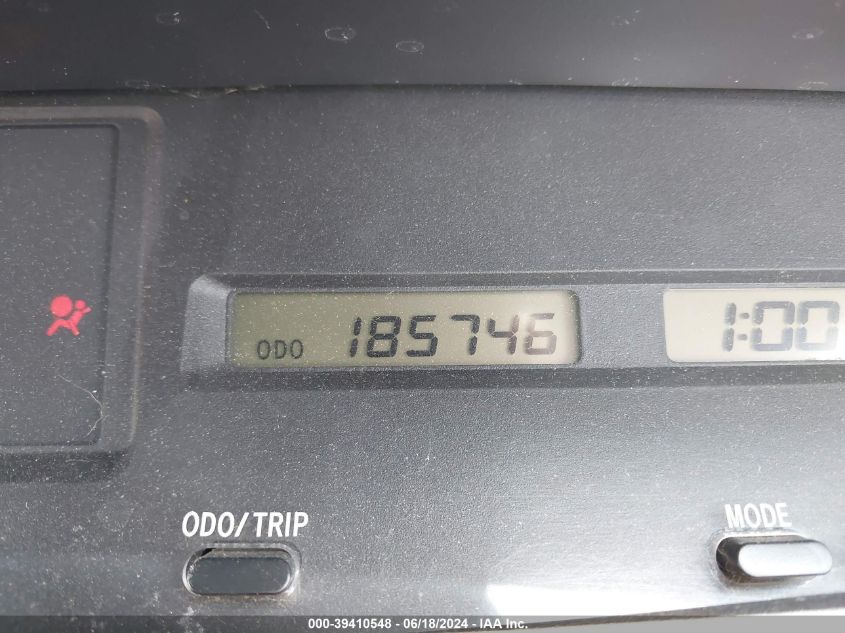 ODO 185746
1:00
ODO/TRIP
MODE
000-39410548 - 06/18/2024 - IAA Inc.